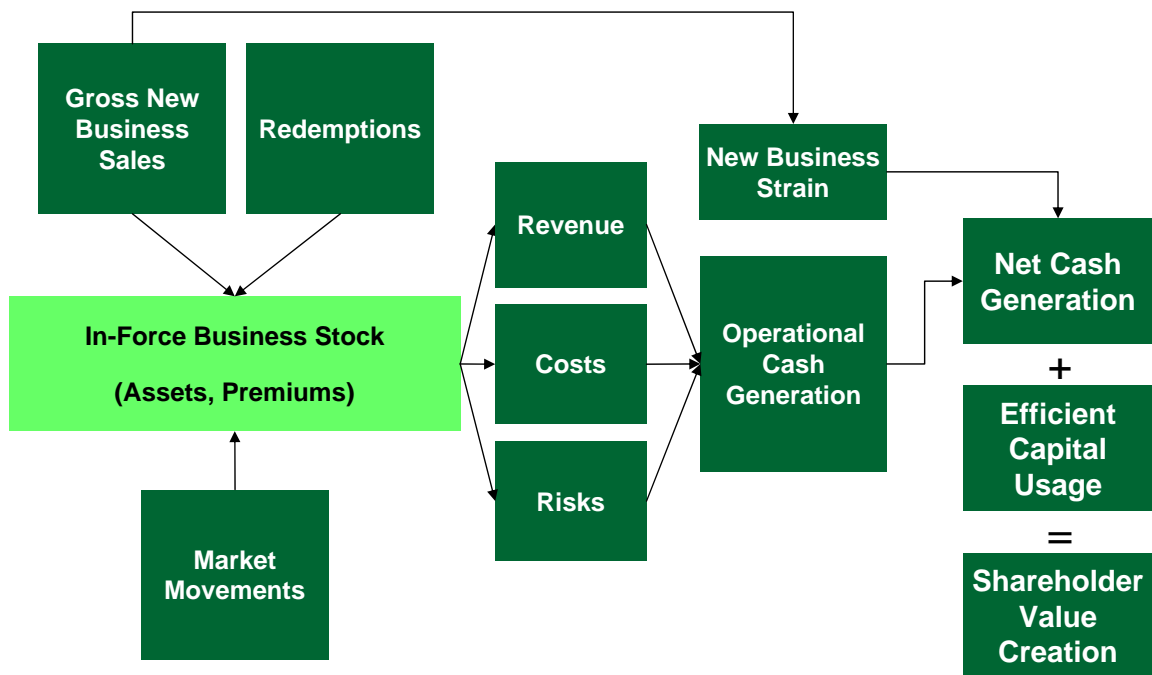 Gross New
Business
Sales
Redemptions
New Business
Strain
Revenue
Net Cash
Generation
In-Force Business Stock
(Assets, Premiums)
Costs
Operational
Cash
Generation
+
Efficient
Capital
Usage
Risks
Market
Movements
=
Shareholder
Value
Creation